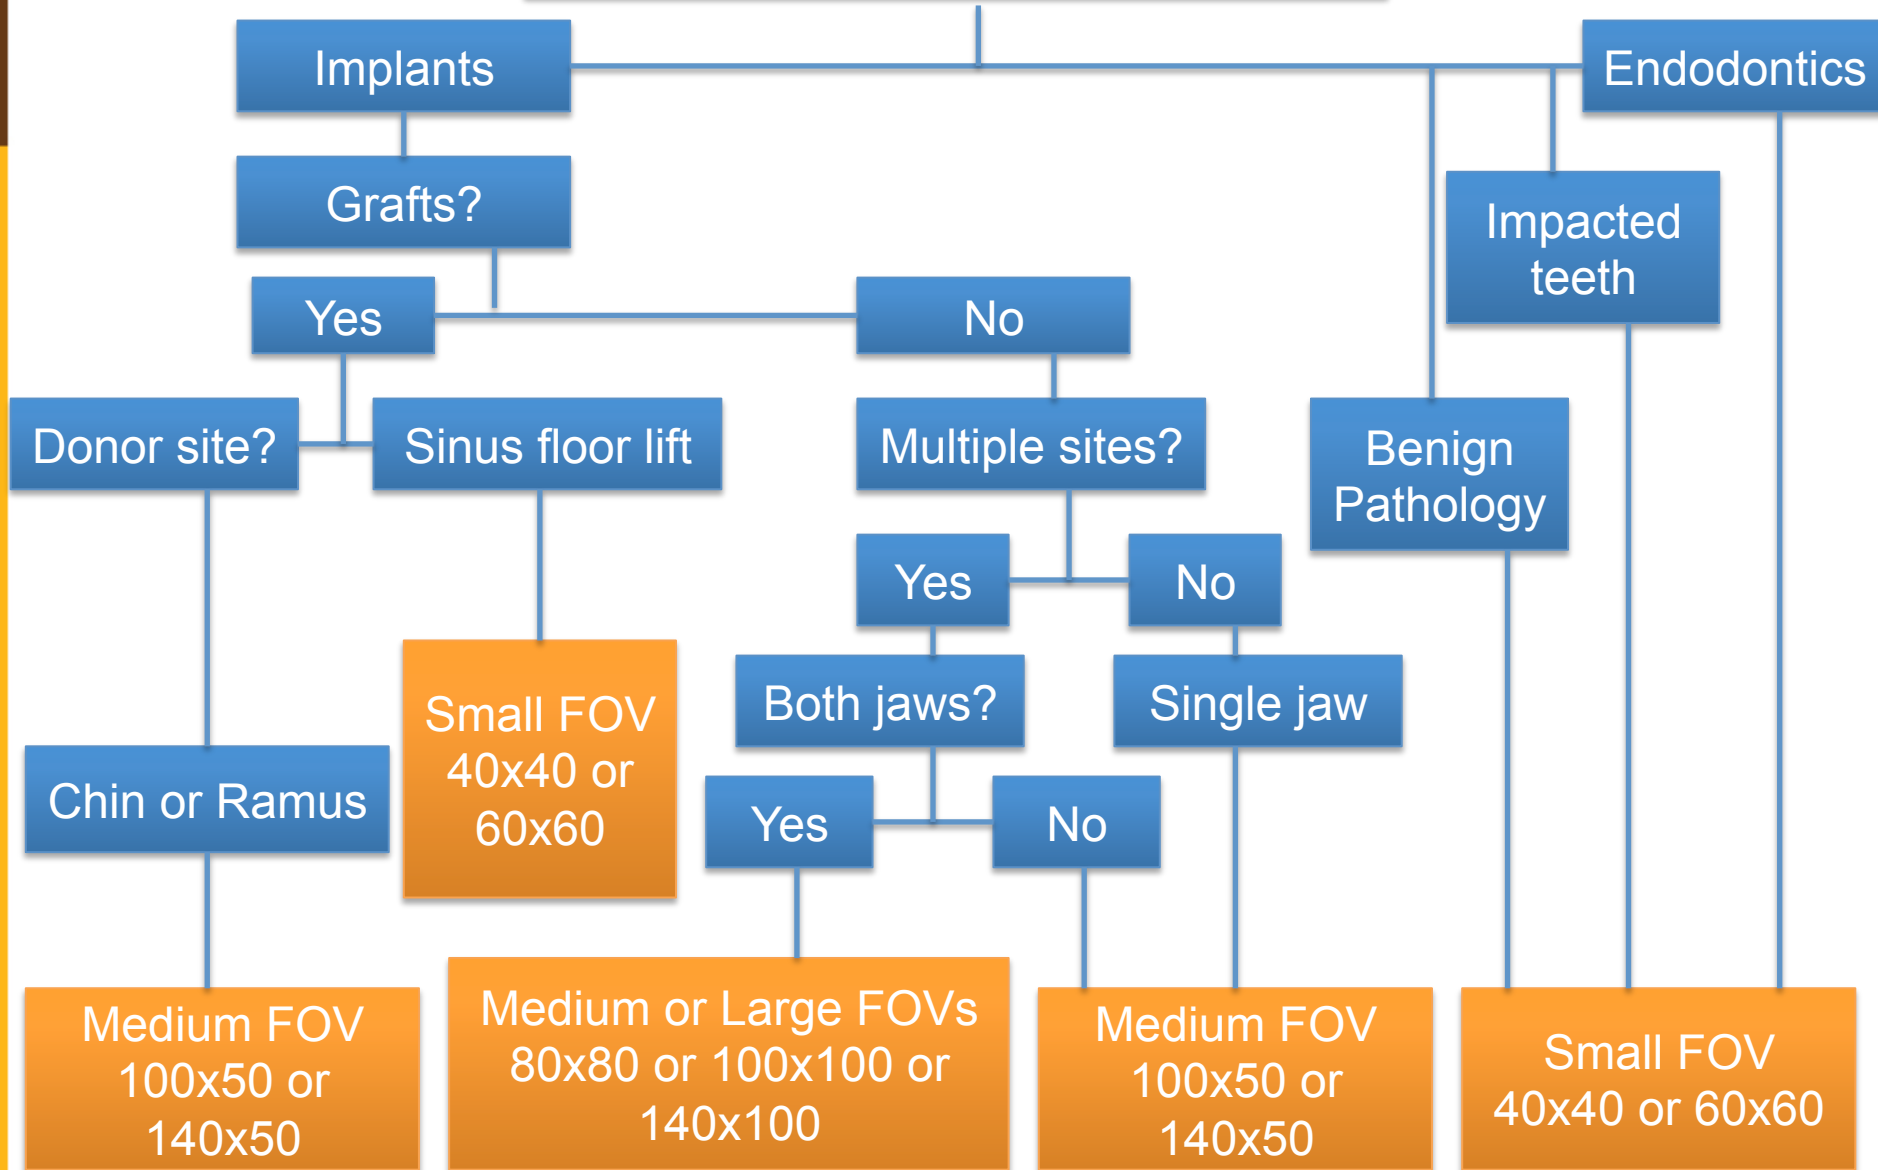 Implants
Endodontics
Grafts?
Impacted
teeth
Yes
No
Donor site?
Sinus floor lift
Multiple sites?
Benign
Pathology
Yes
No
Small FOV
40x40 or
60x60
Both jaws?
Single jaw
Chin or Ramus
Yes
No
Medium FOV
100x50 or
140x50
Medium or Large FOVs
80x80 or 100x100 or
140x100
Medium FOV
100x50 or
140x50
Small FOV
40x40 or 60x60